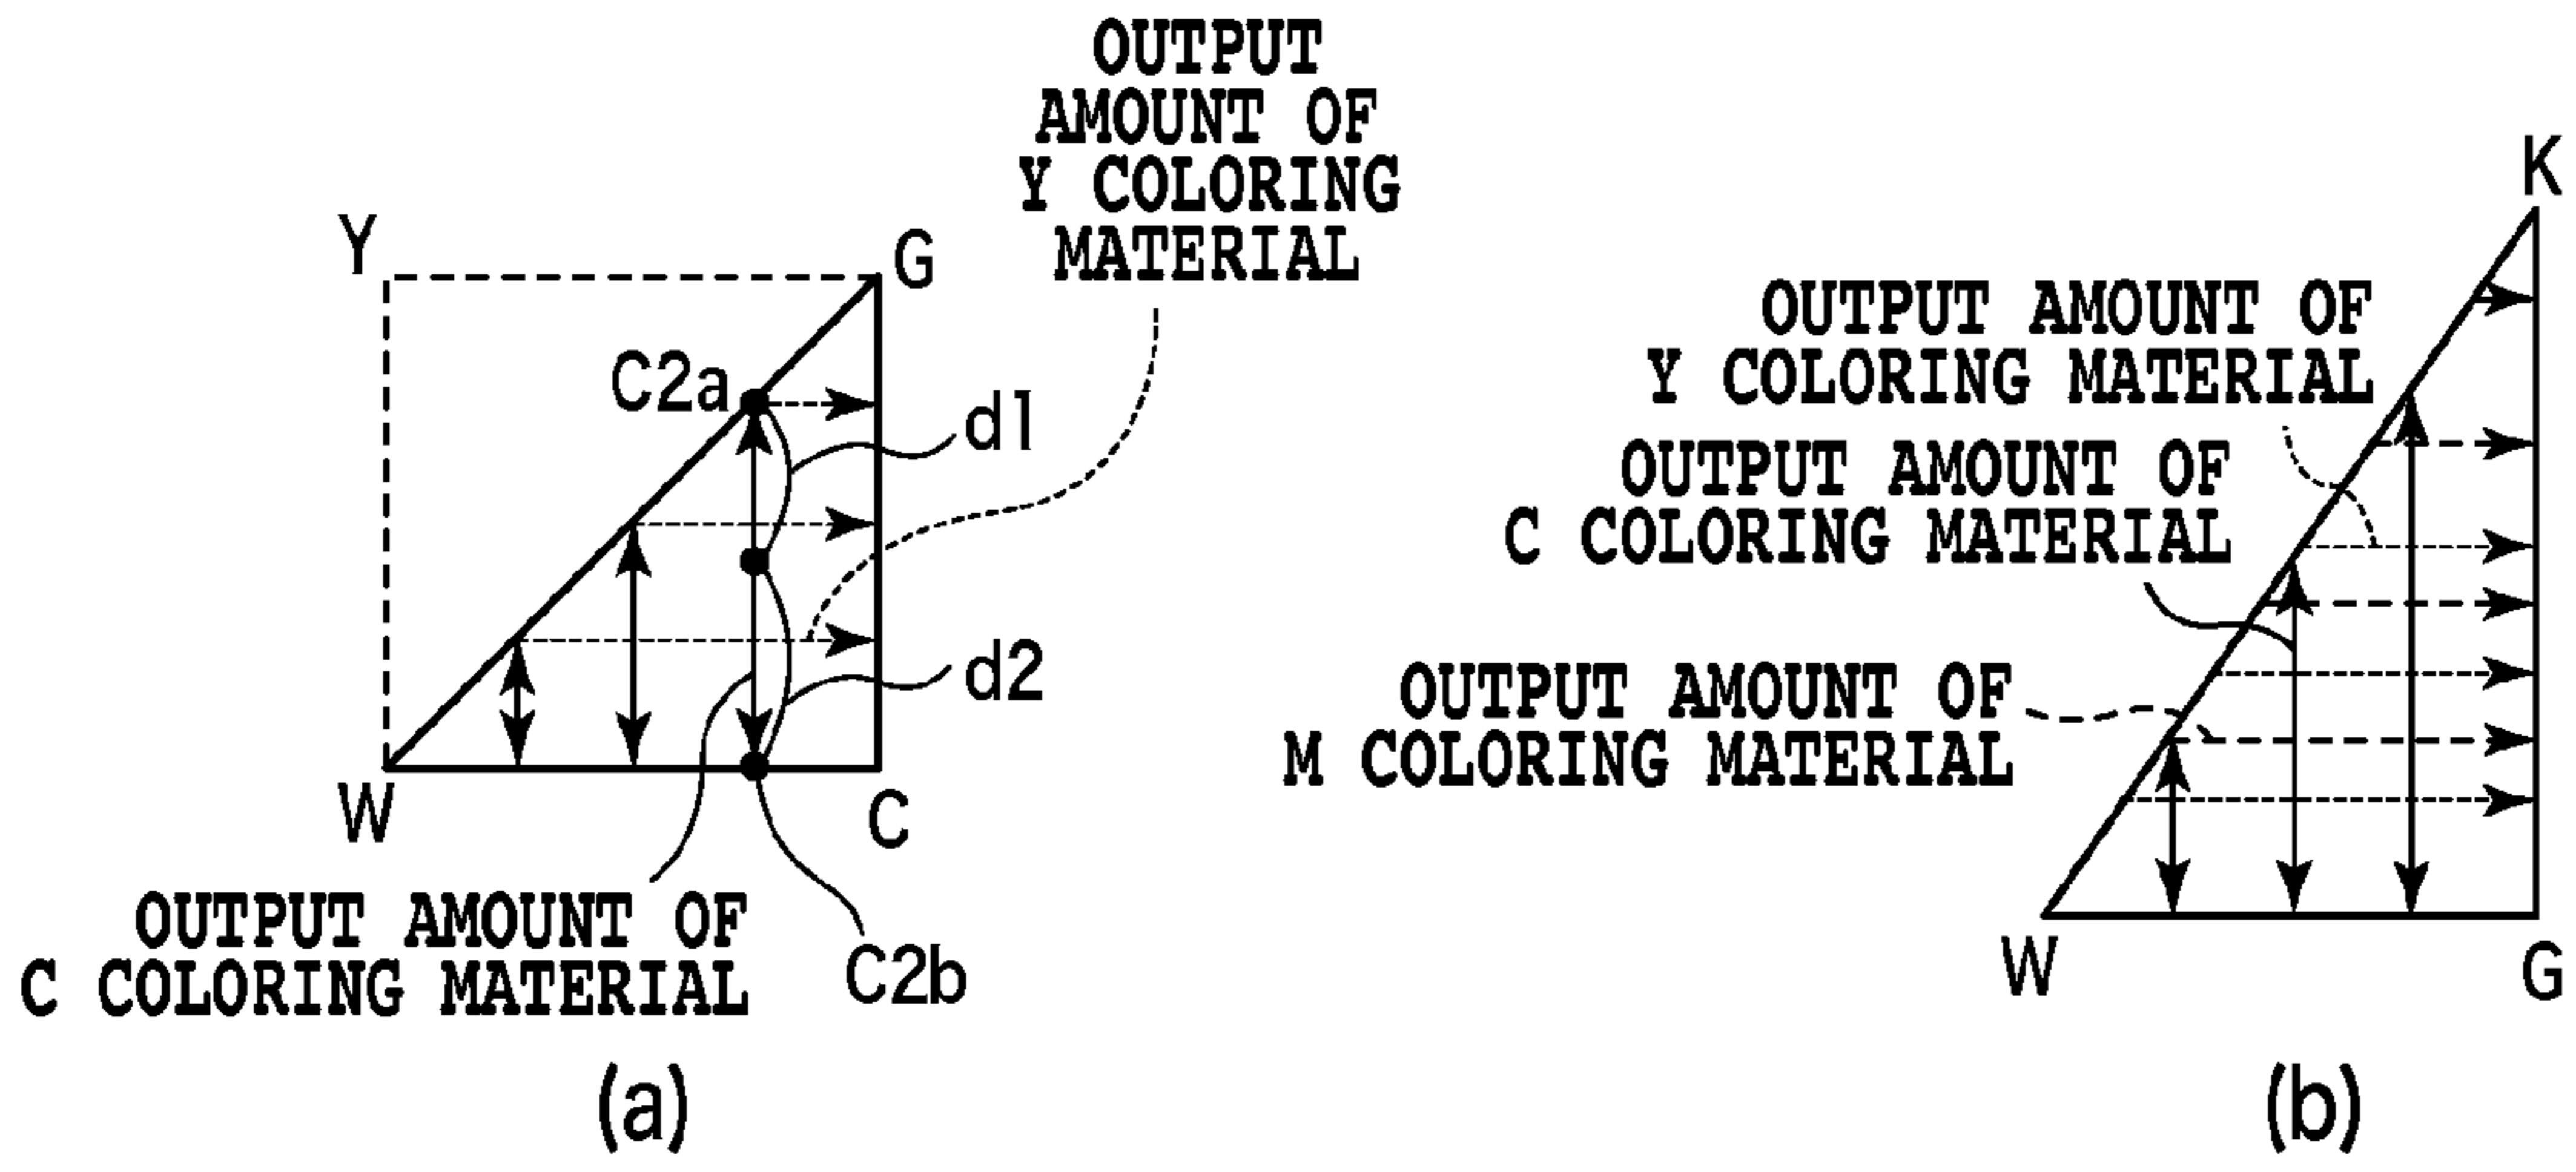 OUTPUT
AMOUNT OF
Y COLORING
MATERIAL
Y
G
C2a
d1
d2
W
C
OUTPUT AMOUNT OF
C COLORING MATERIAL
C2b
(a)
K
OUTPUT AMOUNT OF
Y COLORING MATERIAL
OUTPUT AMOUNT OF
C COLORING MATERIAL
OUTPUT AMOUNT OF
M COLORING MATERIAL
W
G
(b)